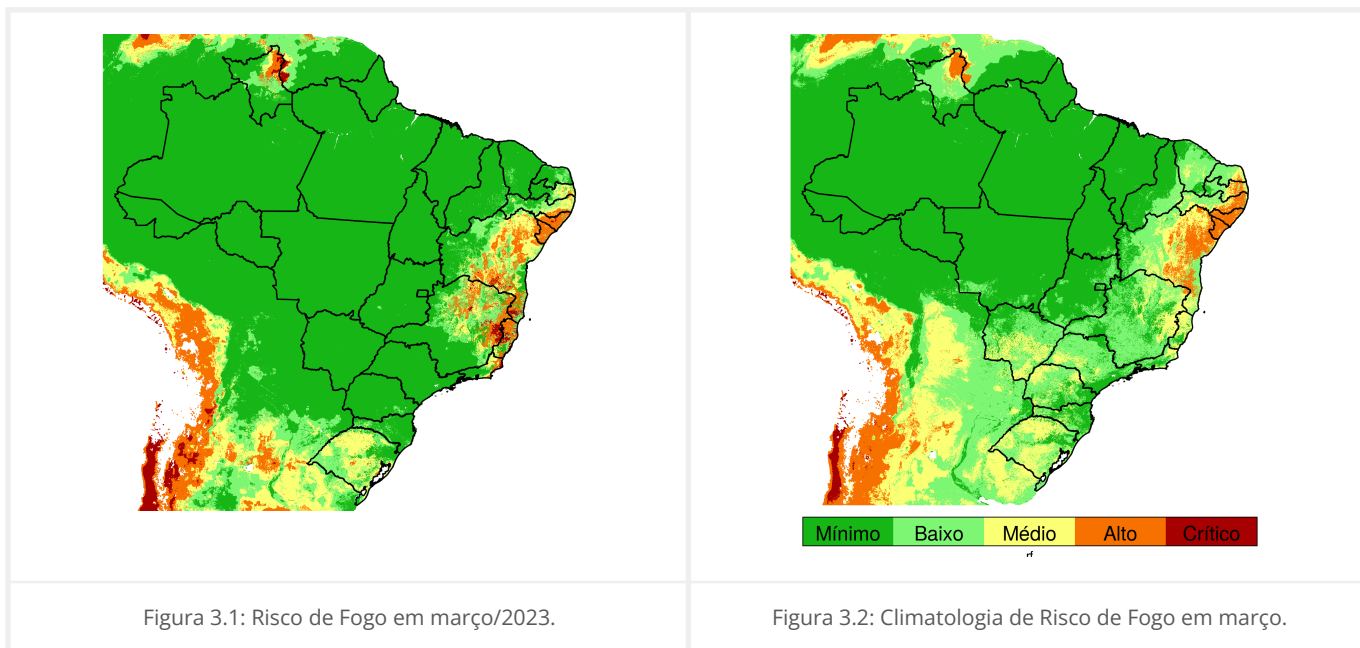 Mínimo Baixo Médio Alto Crítico
rf
Figura 3.1: Risco de Fogo em março/2023.
Figura 3.2: Climatologia de Risco de Fogo em março.